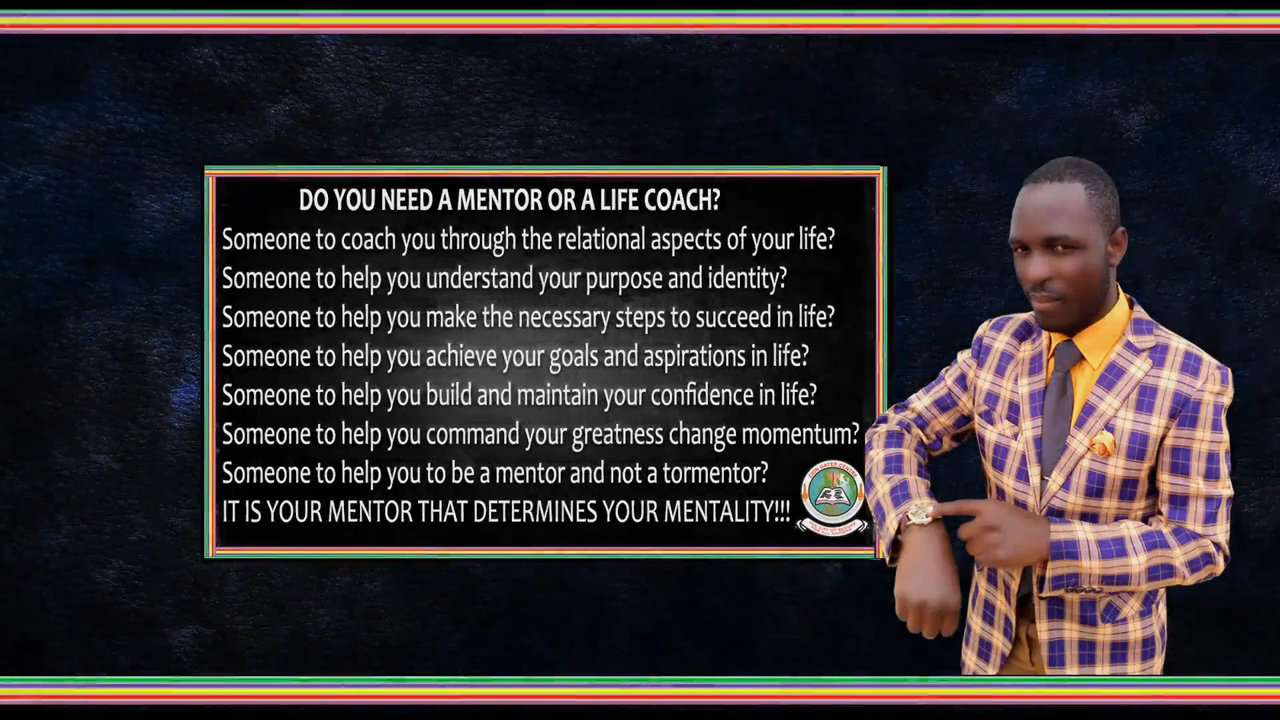 DO YOU NEED A MENTOR OR A LIFE COACH?
Someone to coach you through the relational aspects of your life?
Someone to help you understand your purpose and identity?
Someone to help you make the necessary steps to succeed in life?
Someone to help you achieve your goals and aspirations in life?
Someone to help you build and maintain your confidence in life?
Someone to help you command your greatness change momentum?
Someone to help you to be a mentor and not a tormentor?
IT IS YOUR MENTOR THAT DETERMINES YOUR MENTALITY!!!